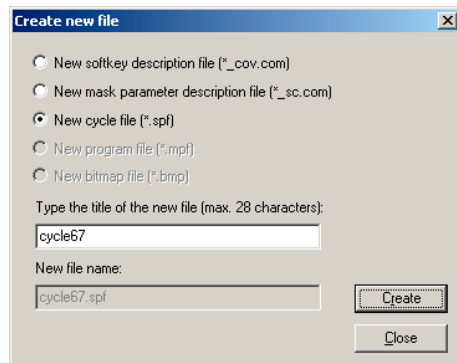 Create new file
New softkey description file (*_cov.com)
New mask parameter description file (*_sc.com)
New cycle file (*.spf)
New program file (*.mpf)
New bitmap file (*.bmp)
Type the title of the new file (max. 28 characters):
cycle67
New file name:
cycle67.spf
Create
Close